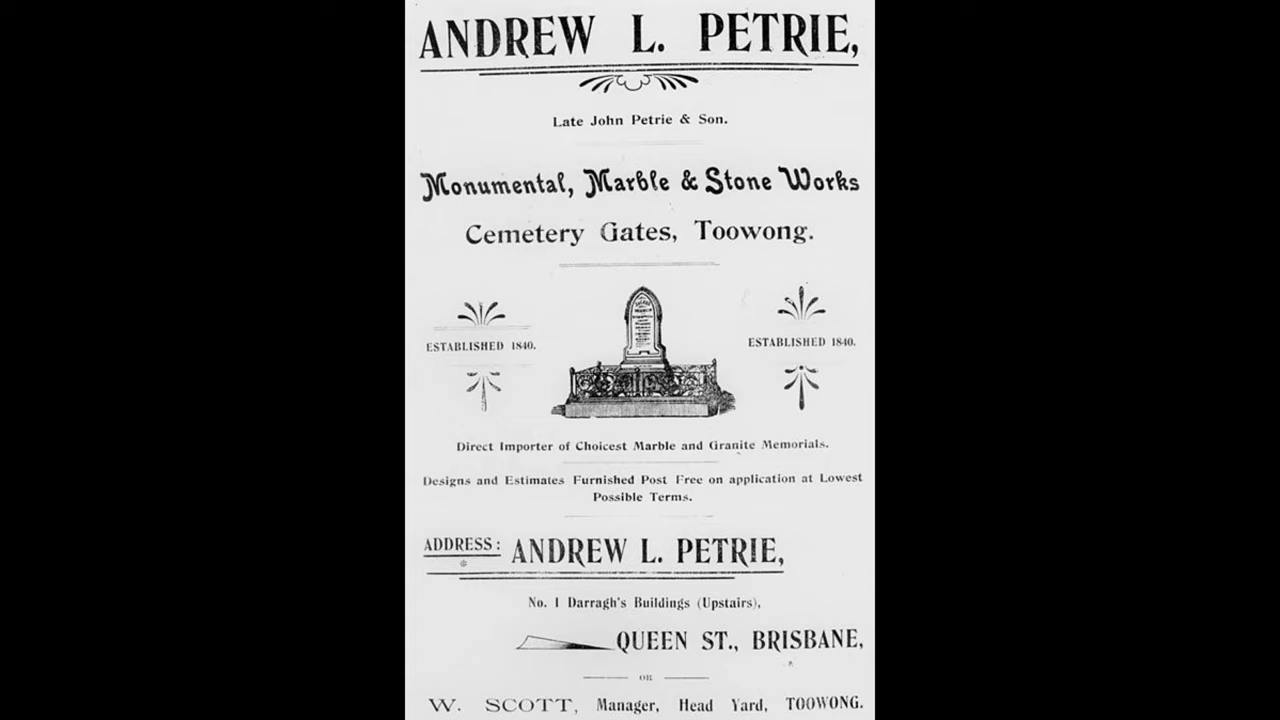 ANDREW L. PETRIE,
Late John Petrie & Son.
Monumental, Marble & Stone Works
Cemetery Gates, Toowong.
ESTABLISHED 1840.
ESTABLISHED 1840.
Direct Importer of Choicest Marble and Granite Memorials.
Designs and Estimates Furnished Post Free on application at Lowest
Possible Terms.
ADDRESS: ANDREW L. PETRIE,
No. 1 Darragh's Buildings (Upstairs),
QUEEN ST., BRISBANE,
OR
W. SCOTT, Manager, Head Yard, TOOWONG.